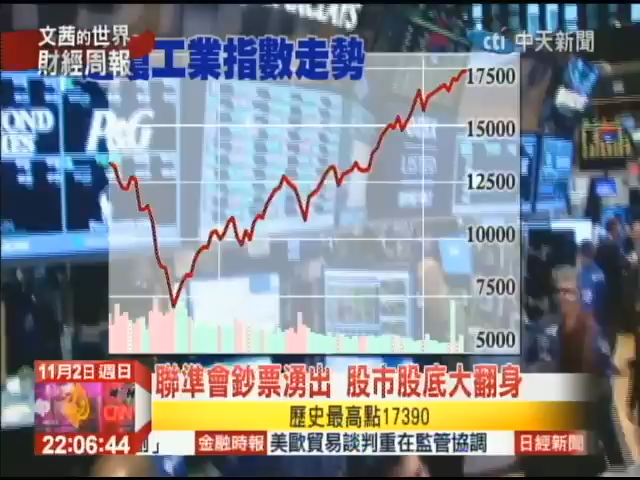 文茜的世界
財經周報
工業指數走勢
cti 中天新聞
P&G
17500
15000
12500
10000
7500
5000
11月2日 週日
聯準會鈔票湧出 股市股底大翻身
CNN
歷史最高點17390
22:06:44
金融時報
美歐貿易談判重在監管協調
日經新聞